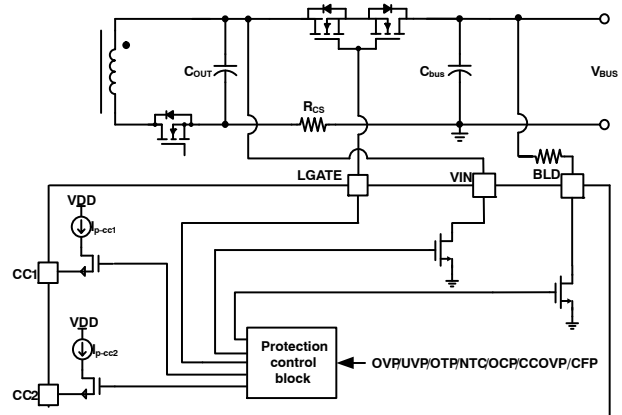 COUT
Cbus
VBUS
RCS
LGATE
VIN
BLD
VDD
Ip-cc1
CC1
VDD
Ip-cc2
CC2
Protection
control
block
OVP/UVP/OTP/NTC/OCP/CCOVP/CFP